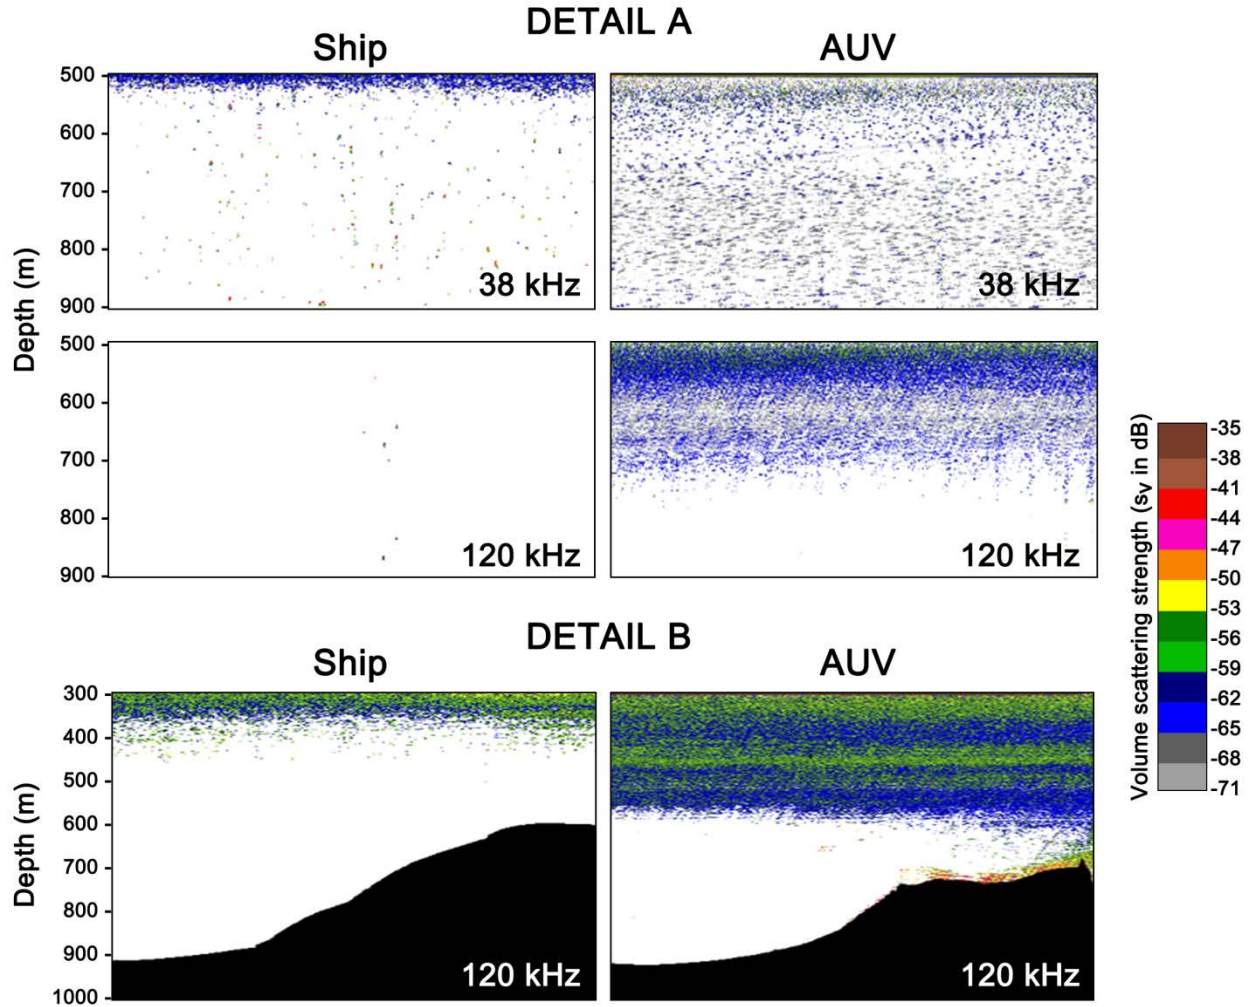 DETAIL A
Ship
AUV
500
600
700
800
900
38 kHz
38 kHz
Depth (m)
500
600
700
800
900
120 kHz
120 kHz
DETAIL B
Ship
AUV
300
400
500
600
700
800
900
1000
Depth (m)
120 kHz
120 kHz
Volume scattering strength (sv in dB)
-35
-38
-41
-44
-47
-50
-53
-56
-59
-62
-65
-68
-71